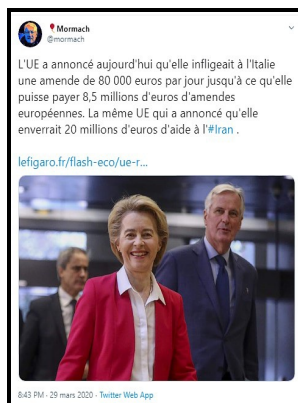 Mormach
@mormach
L'UE a annoncé aujourd'hui qu'elle infligeait à l'Italie
une amende de 80 000 euros par jour jusqu'à ce qu'elle
puisse payer 8,5 millions d'euros d'amendes
européennes. La même UE qui a annoncé qu'elle
enverrait 20 millions d'euros d'aide à l'#Iran .
lefigaro.fr/flash-eco/ue-r...
8:43 PM · 29 mars 2020 · Twitter Web App